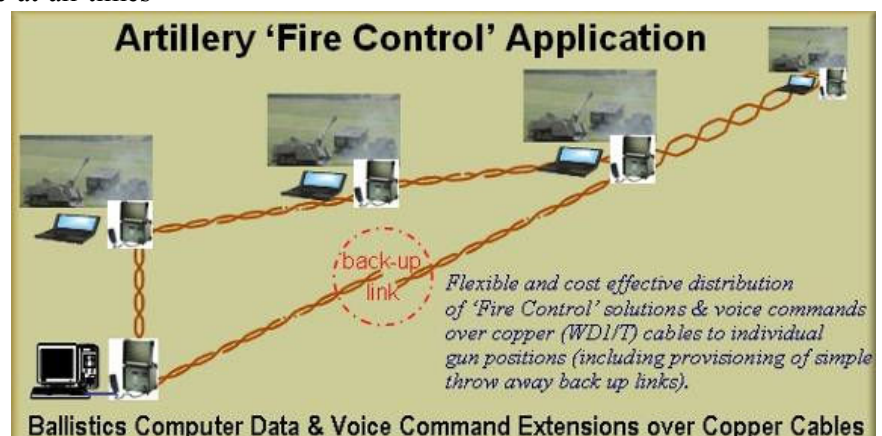 Artillery ‘Fire Control’ Application
back-up
link
Flexible and cost effective distribution
of ‘Fire Control’ solutions & voice commands
over copper (WD1/T) cables to individual
gun positions (including provisioning of simple
throw away back up links).
Ballistics Computer Data & Voice Command Extensions over Copper Cables